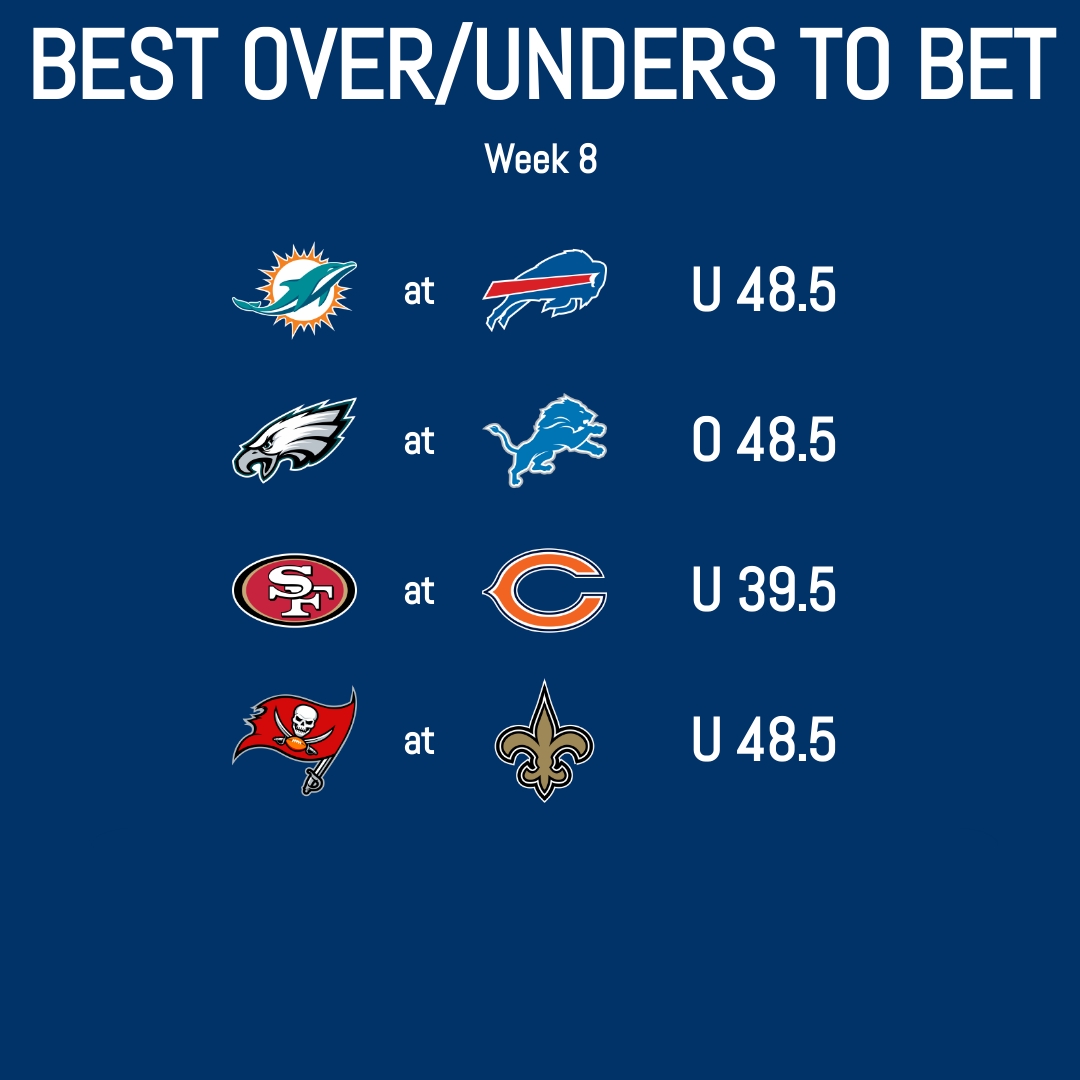 BEST OVER/UNDERS TO BET
Week 8
at U 48.5
at O 48.5
SF at U 39.5
at U 48.5